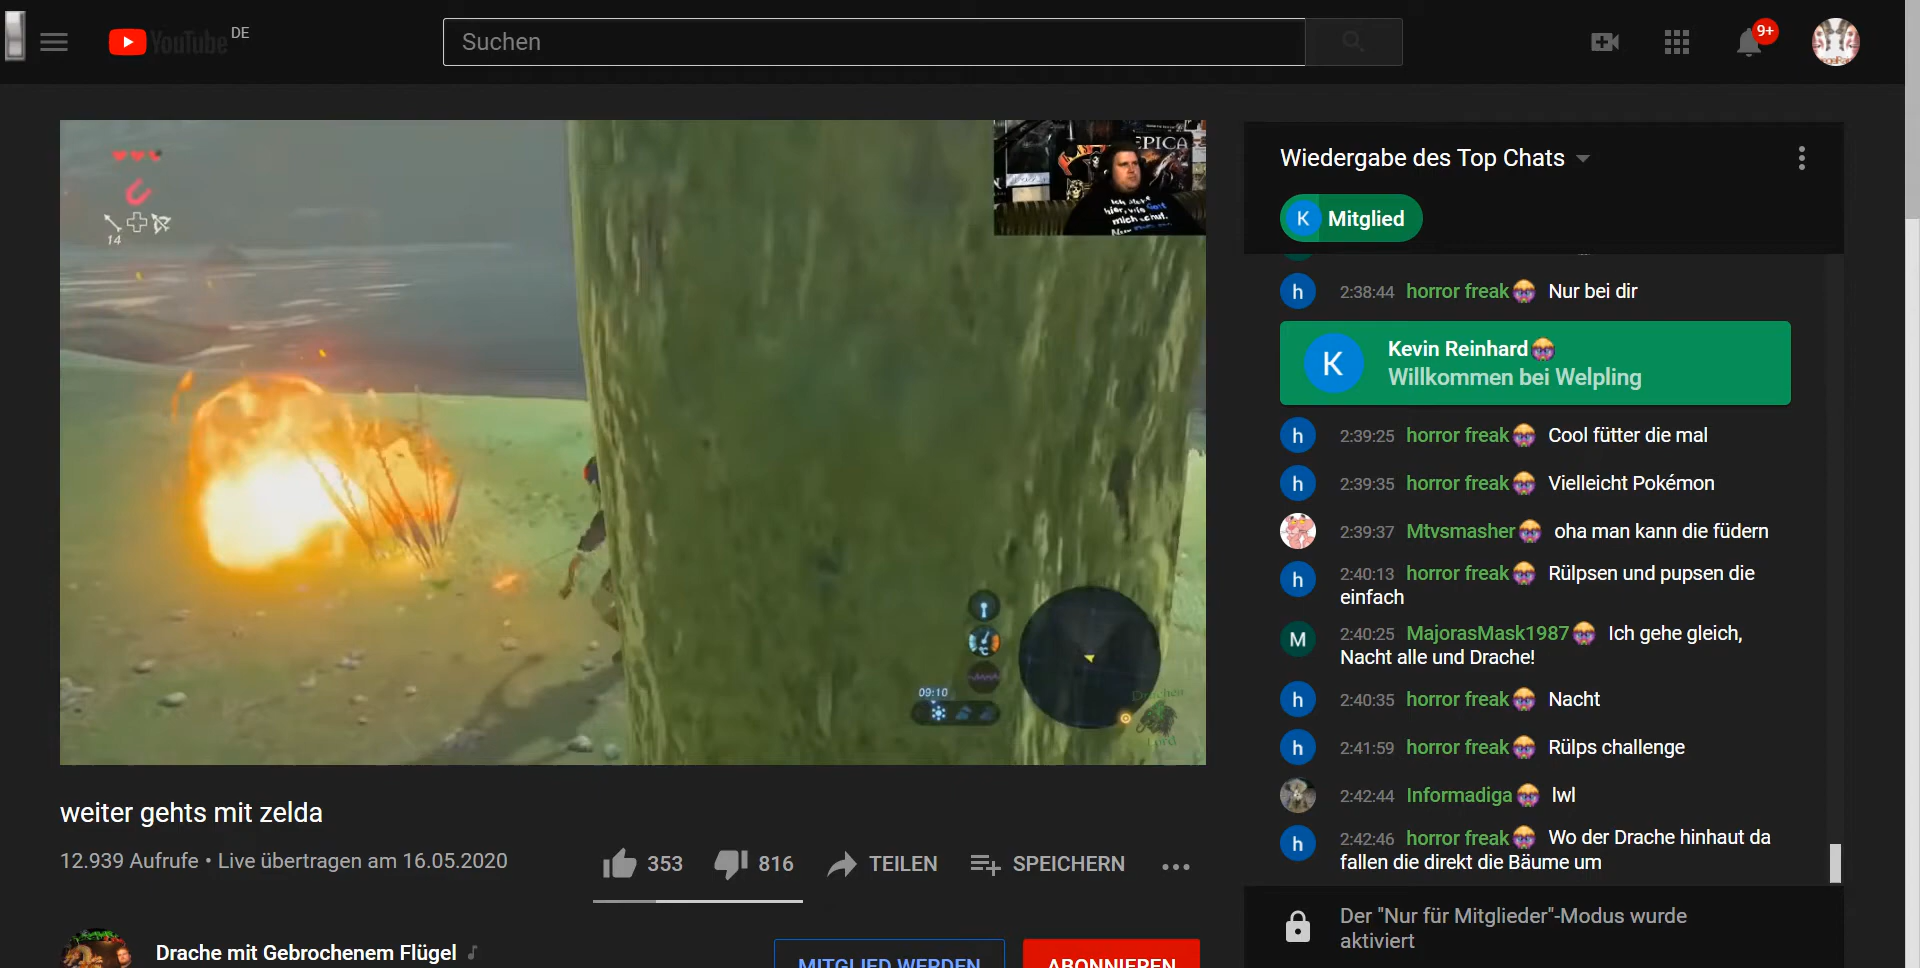 YouTube DE
Suchen
9+
14
EPICA
09:10
Drachen
Lord
weiter gehts mit zelda
12.939 Aufrufe • Live übertragen am 16.05.2020
353
816
TEILEN
SPEICHERN
Drache mit Gebrochenem Flügel
MITGLIED WERDEN
ABONNIEREN
Wiedergabe des Top Chats
K Mitglied
h 2:38:44 horror freak Nur bei dir
K
Kevin Reinhard
Willkommen bei Welpling
h 2:39:25 horror freak Cool fütter die mal
h 2:39:35 horror freak Vielleicht Pokémon
2:39:37 Mtvsmasher oha man kann die füdern
h 2:40:13 horror freak Rülpsen und pupsen die
einfach
M 2:40:25 MajorasMask1987 Ich gehe gleich,
Nacht alle und Drache!
h 2:40:35 horror freak Nacht
h 2:41:59 horror freak Rülps challenge
2:42:44 Informadiga lwl
h 2:42:46 horror freak Wo der Drache hinhaut da
fallen die direkt die Bäume um
Der "Nur für Mitglieder"-Modus wurde
aktiviert